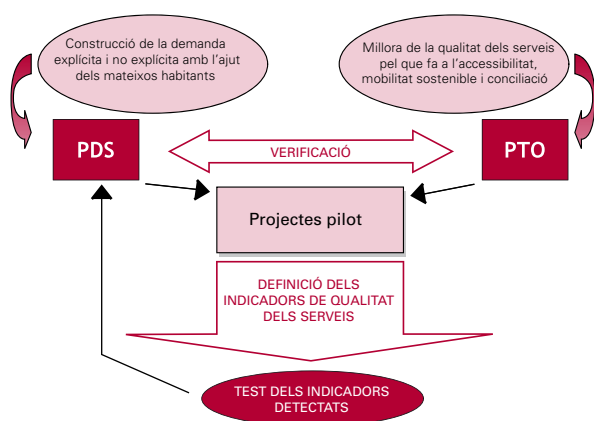 Construcció de la demanda
explícita i no explícita amb l'ajut
dels mateixos habitants
Millora de la qualitat dels serveis
pel que fa a l'accessibilitat,
mobilitat sostenible i conciliació
PDS
VERIFICACIÓ
PTO
Projectes pilot
DEFINICIÓ DELS
INDICADORS DE QUALITAT
DELS SERVEIS
TEST DELS INDICADORS
DETECTATS